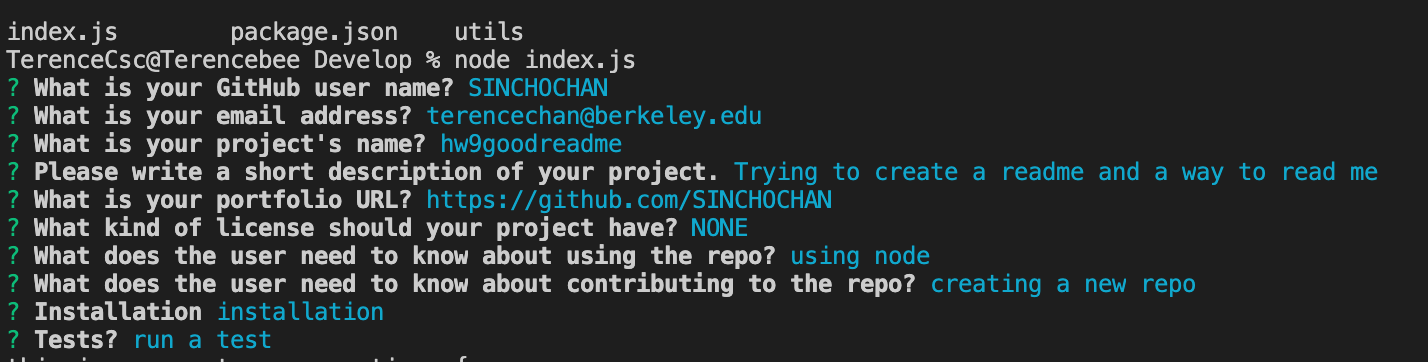 index.js package.json utils
TerenceCsc@Terencebee Develop % node index.js
? What is your GitHub user name? SINCHOCHAN
? What is your email address? terencechan@berkeley.edu
? What is your project's name? hw9goodreadme
? Please write a short description of your project. Trying to create a readme and a way to read me
? What is your portfolio URL? https://github.com/SINCHOCHAN
? What kind of license should your project have? NONE
? What does the user need to know about using the repo? using node
? What does the user need to know about contributing to the repo? creating a new repo
? Installation installation
? Tests? run a test